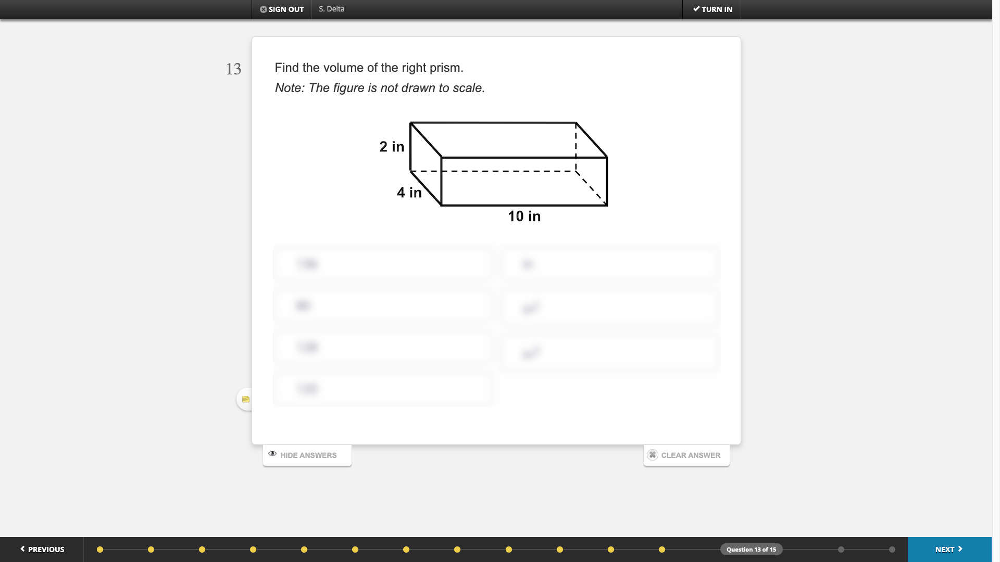 SIGN OUT
S. Delta
TURN IN
13
Find the volume of the right prism.
Note: The figure is not drawn to scale.
2 in
4 in
10 in
HIDE ANSWERS
CLEAR ANSWER
PREVIOUS
Question 13 of 15
NEXT